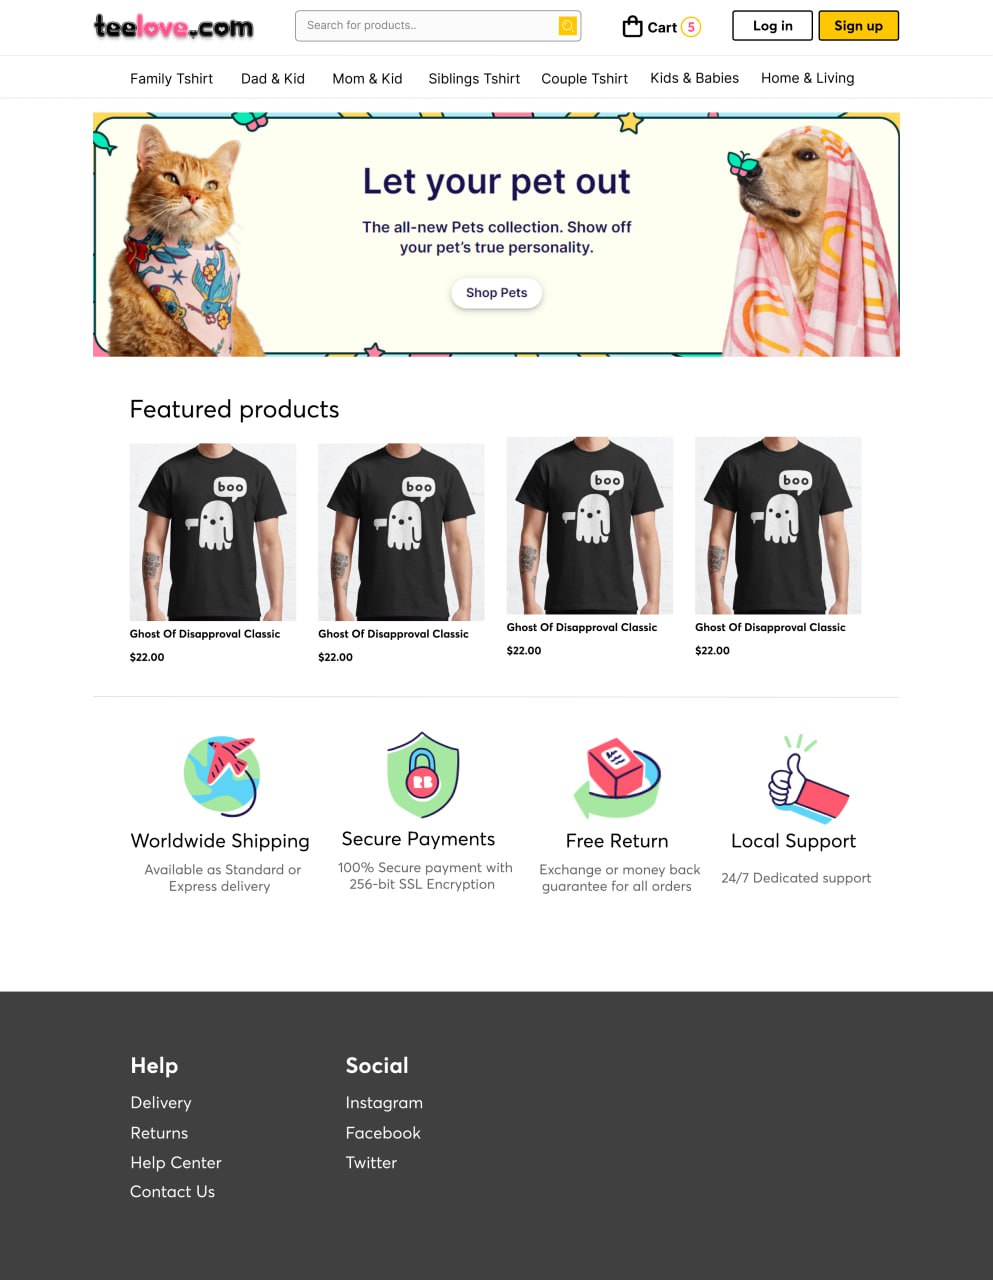 teelove.com
Search for products..
Cart 5
Log in
Sign up
Family Tshirt
Dad & Kid
Mom & Kid
Siblings Tshirt
Couple Tshirt
Kids & Babies
Home & Living
Let your pet out
The all-new Pets collection. Show off
your pet's true personality.
Shop Pets
Featured products
boo
boo
boo
boo
Ghost Of Disapproval Classic
$22.00
Ghost Of Disapproval Classic
$22.00
Ghost Of Disapproval Classic
$22.00
Ghost Of Disapproval Classic
$22.00
RB
Worldwide Shipping
Available as Standard or
Express delivery
Secure Payments
100% Secure payment with
256-bit SSL Encryption
Free Return
Exchange or money back
guarantee for all orders
Local Support
24/7 Dedicated support
Help
Delivery
Returns
Help Center
Contact Us
Social
Instagram
Facebook
Twitter